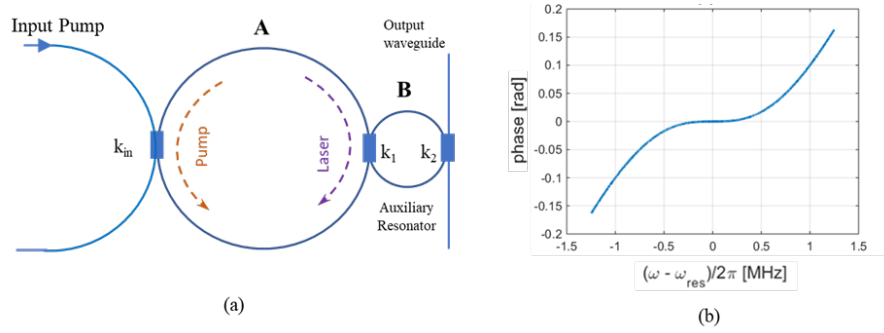 Input Pump
A
Output
waveguide
B
k_in
Pump
Laser
k_1
k_2
Auxiliary
Resonator
(a)
0.2
0.15
0.1
0.05
0
-0.05
-0.1
-0.15
-0.2
phase [rad]
-1.5 -1 -0.5 0 0.5 1 1.5
(ω - ω_res)/2π [MHz]
(b)